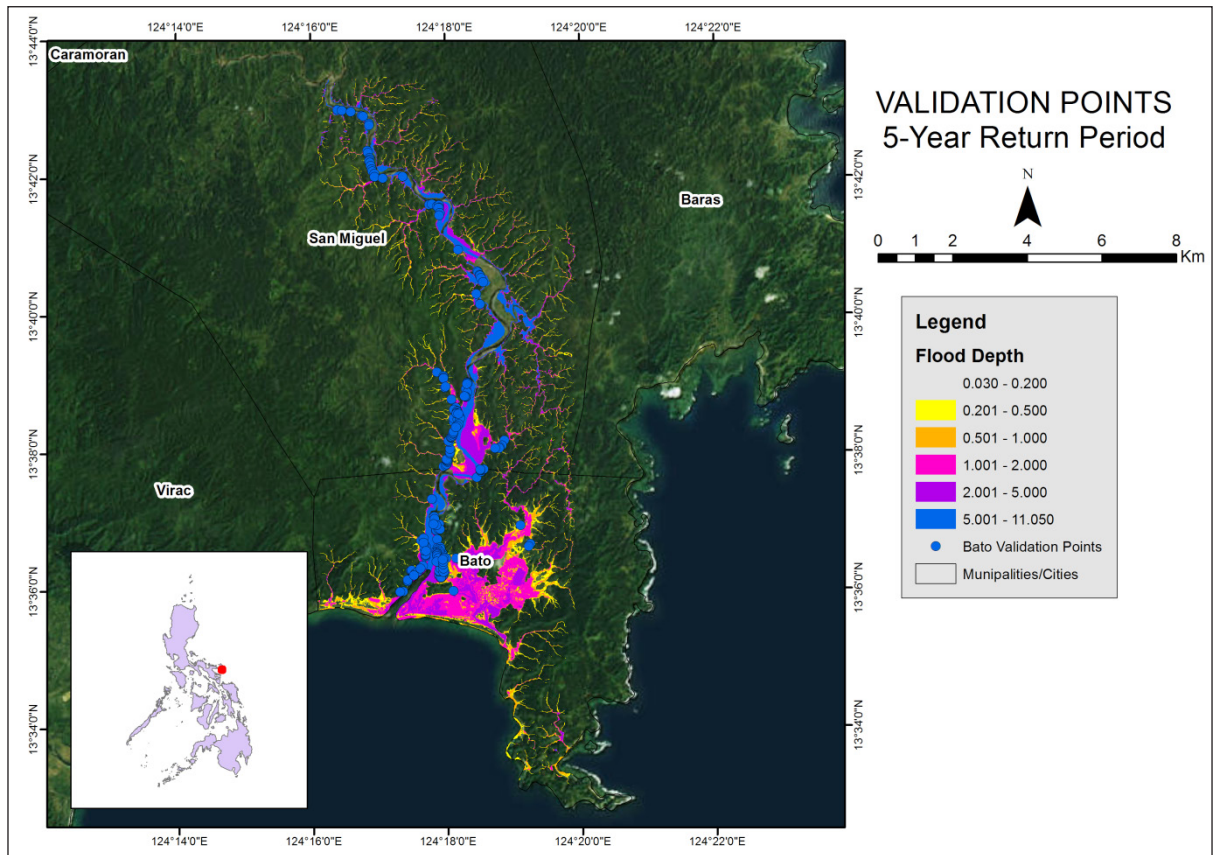 124°14'0"E 124°16'0"E 124°18'0"E 124°20'0"E 124°22'0"E
13°44'0"N
13°42'0"N
13°40'0"N
13°38'0"N
13°36'0"N
13°34'0"N
Caramoran
Baras
San Miguel
Virac
Bato
13°42'0"N
13°40'0"N
13°38'0"N
13°36'0"N
13°34'0"N
124°14'0"E 124°16'0"E 124°18'0"E 124°20'0"E 124°22'0"E
VALIDATION POINTS
5-Year Return Period
N
0 1 2 4 6 8
Km
Legend
Flood Depth
0.030 - 0.200
0.201 - 0.500
0.501 - 1.000
1.001 - 2.000
2.001 - 5.000
5.001 - 11.050
Bato Validation Points
Munipalities/Cities